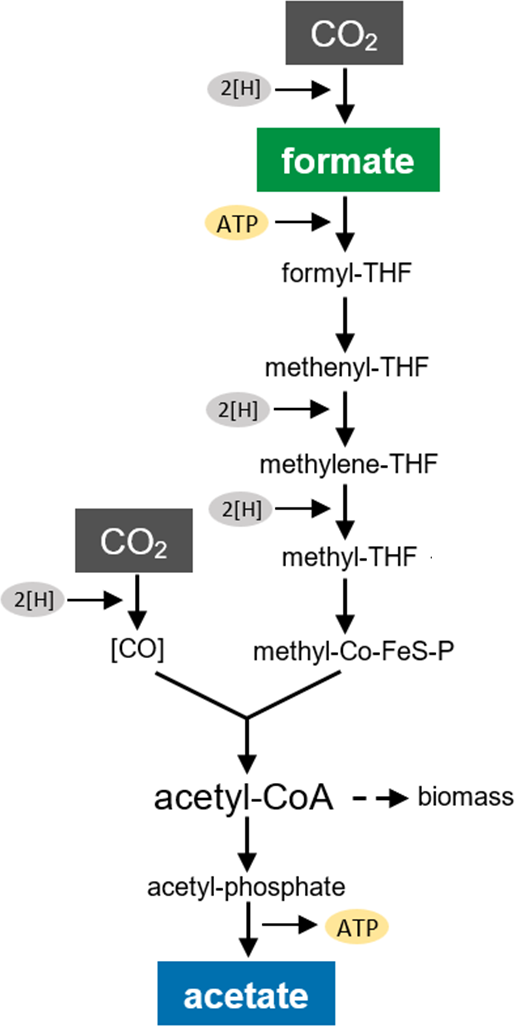 CO₂
2[H]
formate
ATP
formyl-THF
methenyl-THF
2[H]
methylene-THF
2[H]
CO₂
methyl-THF
2[H]
[CO]
methyl-Co-FeS-P
acetyl-CoA
biomass
acetyl-phosphate
ATP
acetate